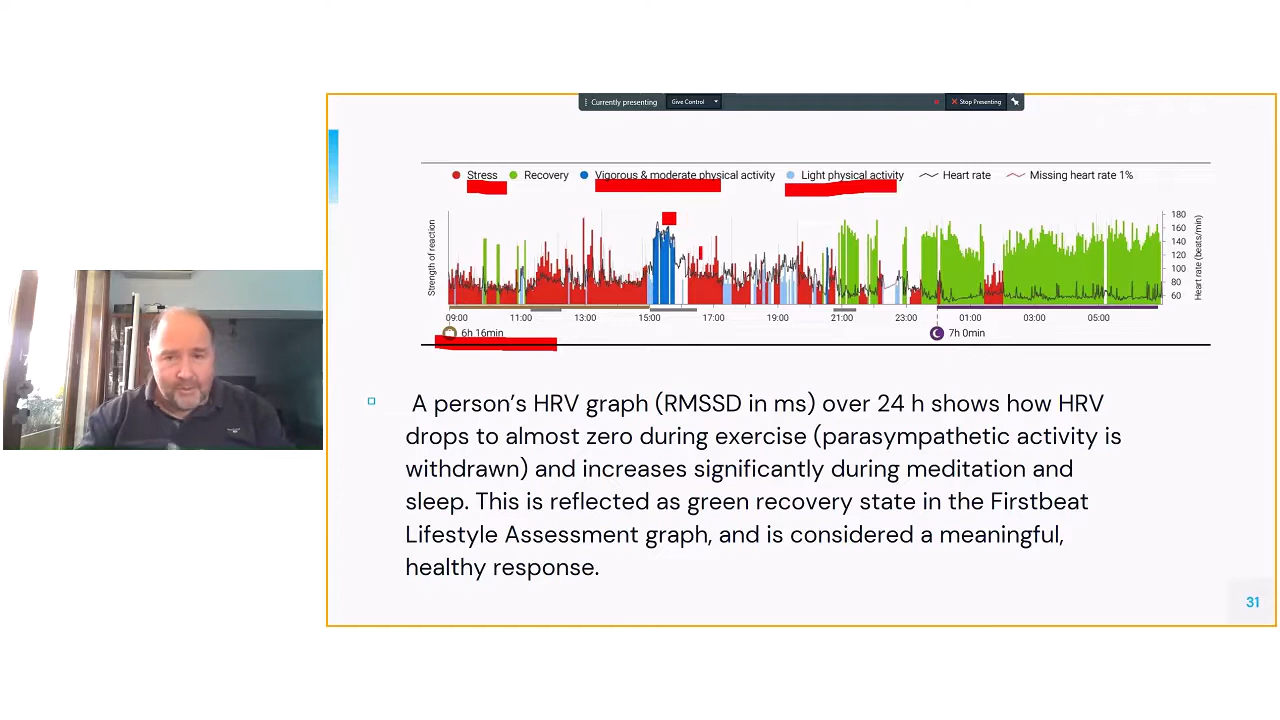 Currently presenting Give Control Stop Presenting
Stress Recovery Vigorous & moderate physical activity Light physical activity Heart rate Missing heart rate 1%
Strength of reaction
180
160
140
120
100
80
60
Heart rate (beats/min)
09:00 11:00 13:00 15:00 17:00 19:00 21:00 23:00 01:00 03:00 05:00
6h 16min 7h 0min
A person's HRV graph (RMSSD in ms) over 24 h shows how HRV
drops to almost zero during exercise (parasympathetic activity is
withdrawn) and increases significantly during meditation and
sleep. This is reflected as green recovery state in the Firstbeat
Lifestyle Assessment graph, and is considered a meaningful,
healthy response.
31